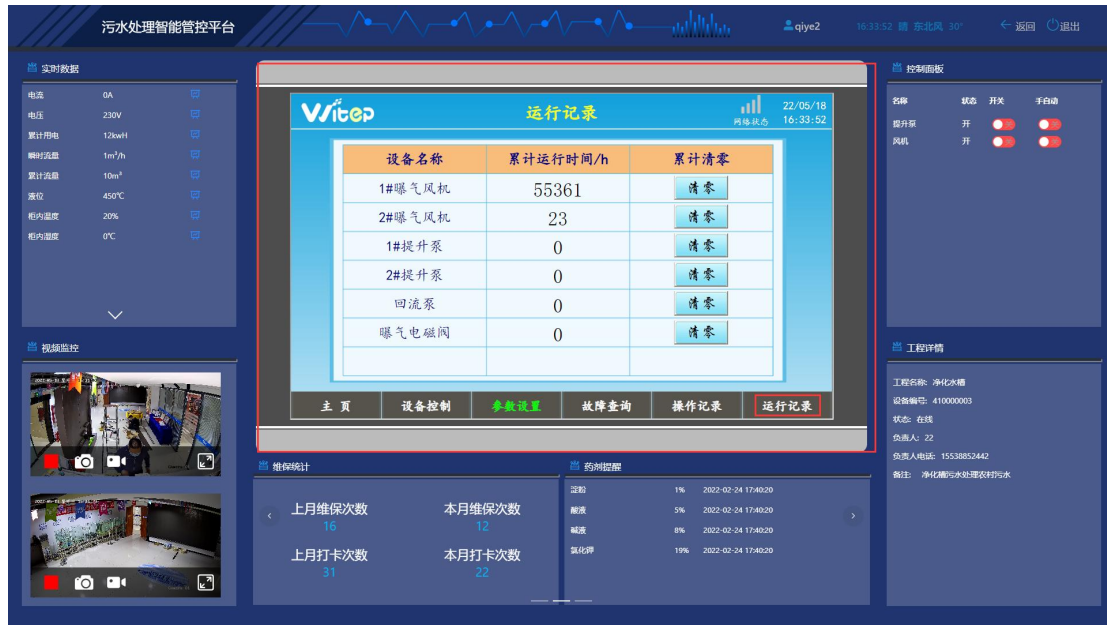 污水处理智能管控平台
qiye2
16:33:52 晴 东北风 30°
返回
退出
实时数据
电流 0A
电压 230V
累计用电 12kwH
瞬时流量 1m³/h
累计流量 10m³
液位 450℃
柜内温度 20%
柜内湿度 0℃
视频监控
Witep
运行记录
网络状态
22/05/18
16:33:52
设备名称 累计运行时间/h 累计清零
1#曝气风机 55361 清零
2#曝气风机 23 清零
1#提升泵 0 清零
2#提升泵 0 清零
回流泵 0 清零
曝气电磁阀 0 清零
主 页 设备控制 参数设置 故障查询 操作记录 运行记录
维保统计
上月维保次数 本月维保次数
16 12
上月打卡次数 本月打卡次数
31 22
药剂提醒
淀粉 1% 2022-02-24 17:40:20
酸液 5% 2022-02-24 17:40:20
碱液 8% 2022-02-24 17:40:20
氯化钾 19% 2022-02-24 17:40:20
控制面板
名称 状态 开关 手自动
提升泵 开
风机 开
工程详情
工程名称: 净化水槽
设备编号: 410000003
状态: 在线
负责人: 22
负责人电话: 15538852442
备注: 净化槽污水处理农村污水